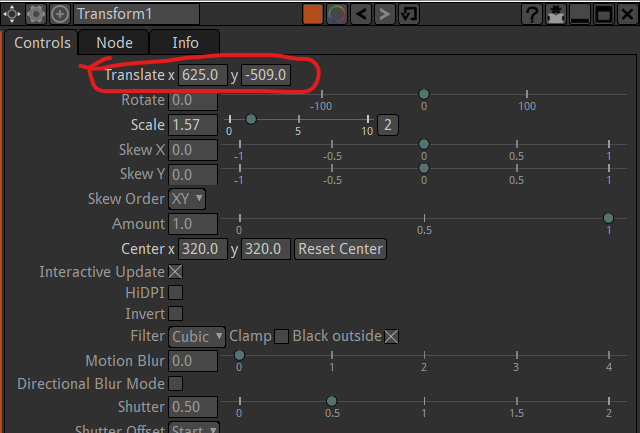 Transform1
Controls Node Info
Translate x 625.0 y -509.0
Rotate 0.0 -100 0 100
Scale 1.57 0 5 10 2
Skew X 0.0 -1 -0.5 0 0.5 1
Skew Y 0.0 -1 -0.5 0 0.5 1
Skew Order XY
Amount 1.0 0 0.5 1
Center x 320.0 y 320.0 Reset Center
Interactive Update
HiDPI
Invert
Filter Cubic Clamp Black outside
Motion Blur 0.0 0 1 2 3 4
Directional Blur Mode
Shutter 0.50 0 0.5 1 1.5 2
Shutter Offset Start